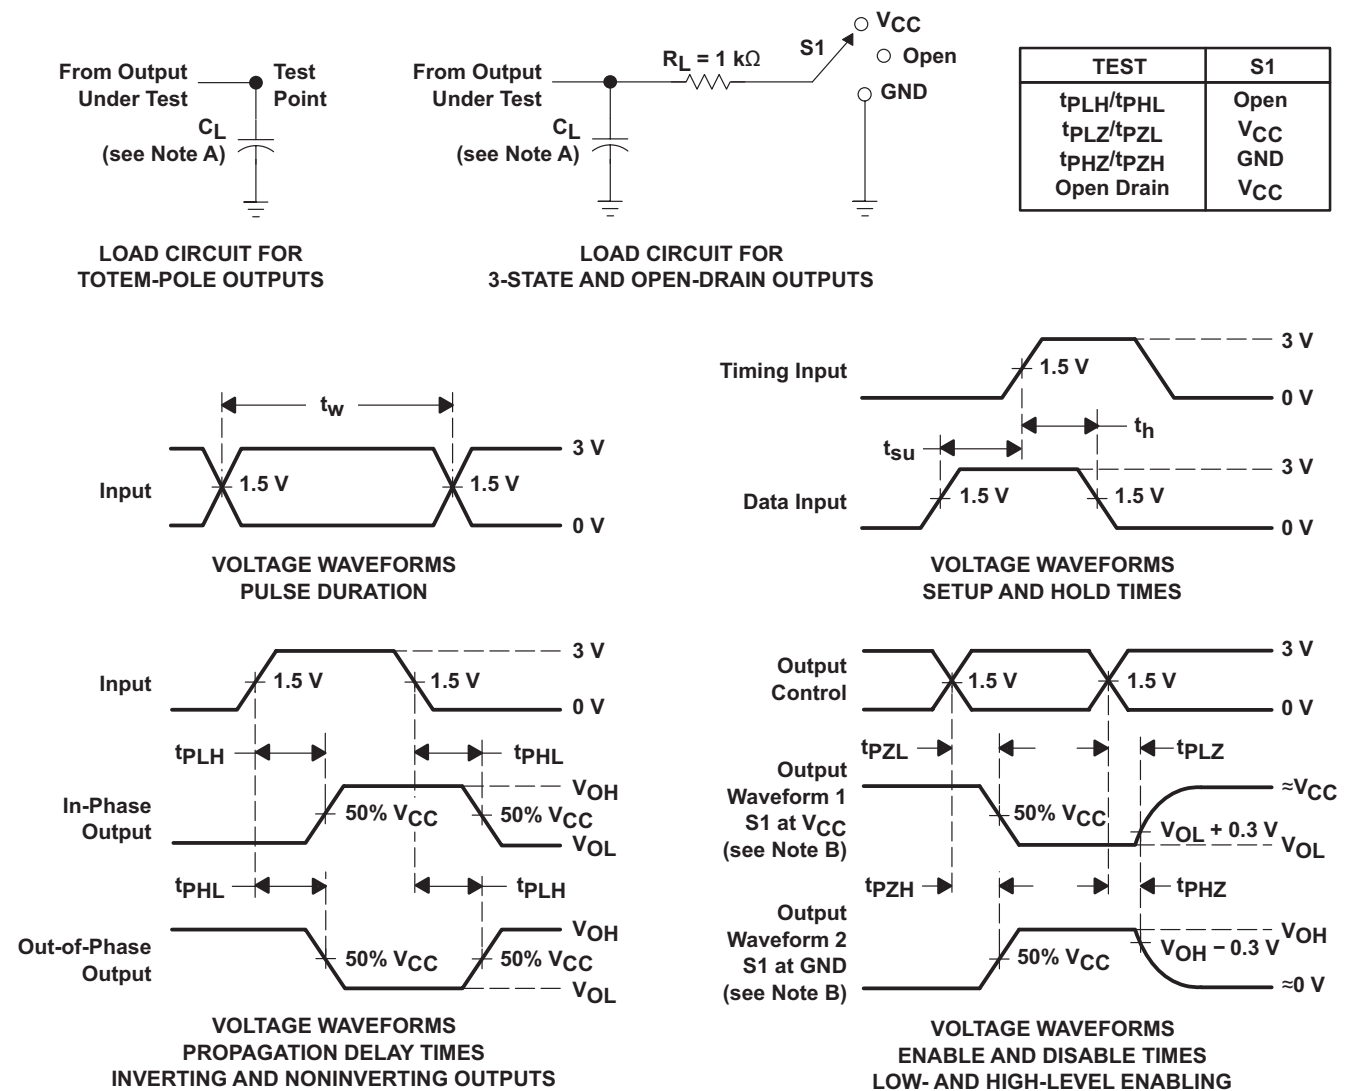 From Output
Under Test
Test
Point
CL
(see Note A)
LOAD CIRCUIT FOR
TOTEM-POLE OUTPUTS
From Output
Under Test
CL
(see Note A)
RL = 1 kΩ
S1
VCC
Open
GND
LOAD CIRCUIT FOR
3-STATE AND OPEN-DRAIN OUTPUTS
TEST S1
tPLH/tPHL Open
tPLZ/tPZL VCC
tPHZ/tPZH GND
Open Drain VCC
tw
Input
1.5 V
1.5 V
3 V
0 V
VOLTAGE WAVEFORMS
PULSE DURATION
Timing Input
1.5 V
3 V
0 V
th
tsu
Data Input
1.5 V
1.5 V
3 V
0 V
VOLTAGE WAVEFORMS
SETUP AND HOLD TIMES
Input
1.5 V
1.5 V
3 V
0 V
tPLH
tPHL
In-Phase
Output
50% VCC
50% VCC
VOH
VOL
tPHL
tPLH
Out-of-Phase
Output
50% VCC
50% VCC
VOH
VOL
VOLTAGE WAVEFORMS
PROPAGATION DELAY TIMES
INVERTING AND NONINVERTING OUTPUTS
Output
Control
1.5 V
1.5 V
3 V
0 V
tPZL
tPLZ
Output
Waveform 1
S1 at VCC
(see Note B)
50% VCC
VOL + 0.3 V
≈VCC
VOL
tPZH
tPHZ
Output
Waveform 2
S1 at GND
(see Note B)
50% VCC
VOH − 0.3 V
VOH
≈0 V
VOLTAGE WAVEFORMS
ENABLE AND DISABLE TIMES
LOW- AND HIGH-LEVEL ENABLING